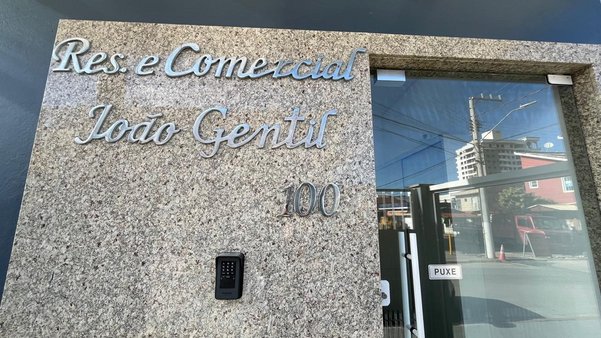 Res. e Comercial
João Gentil
100
PUXE